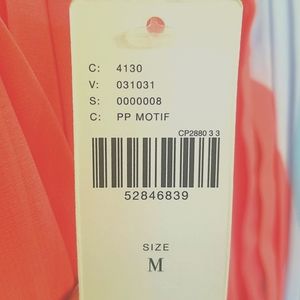 C: 4130
V: 031031
S: 0000008
C: PP MOTIF
CP2880 3 3
52846839
SIZE
M